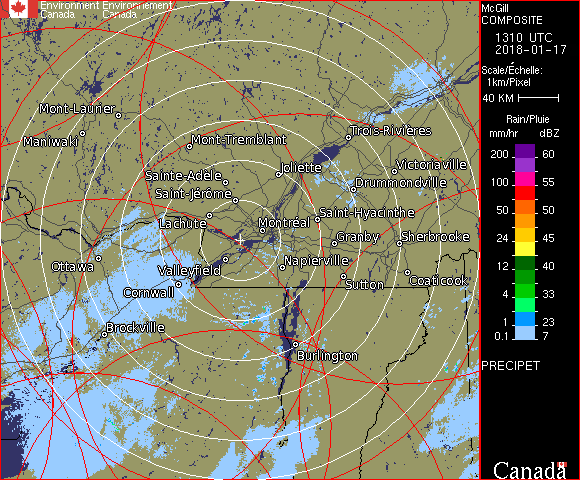 Environment Environnement
Canada Canada
McGill
COMPOSITE
1310 UTC
2018-01-17
Scale/Échelle:
1km/Pixel
40 KM
Rain/Pluie
mm/hr dBZ
200 60
100 55
50 50
24 45
12 40
4 33
1 23
0.1 7
PRECIPET
Canada
Mont-Laurier
Maniwaki
Mont-Tremblant
Trois-Rivières
Joliette
Victoriaville
Sainte-Adèle
Drummondville
Saint-Jérôme
Lachute
Saint-Hyacinthe
Montréal
Granby
Sherbrooke
Ottawa
Valleyfield
Napierville
Cornwall
Sutton
Coaticook
Brockville
Burlington